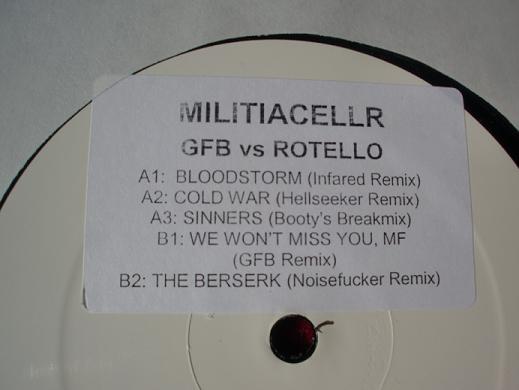 MILITIACELLR
GFB vs ROTELLO
A1: BLOODSTORM (Infared Remix)
A2: COLD WAR (Hellseeker Remix)
A3: SINNERS (Booty's Breakmix)
B1: WE WON'T MISS YOU, MF
(GFB Remix)
B2: THE BERSERK (Noisefucker Remix)